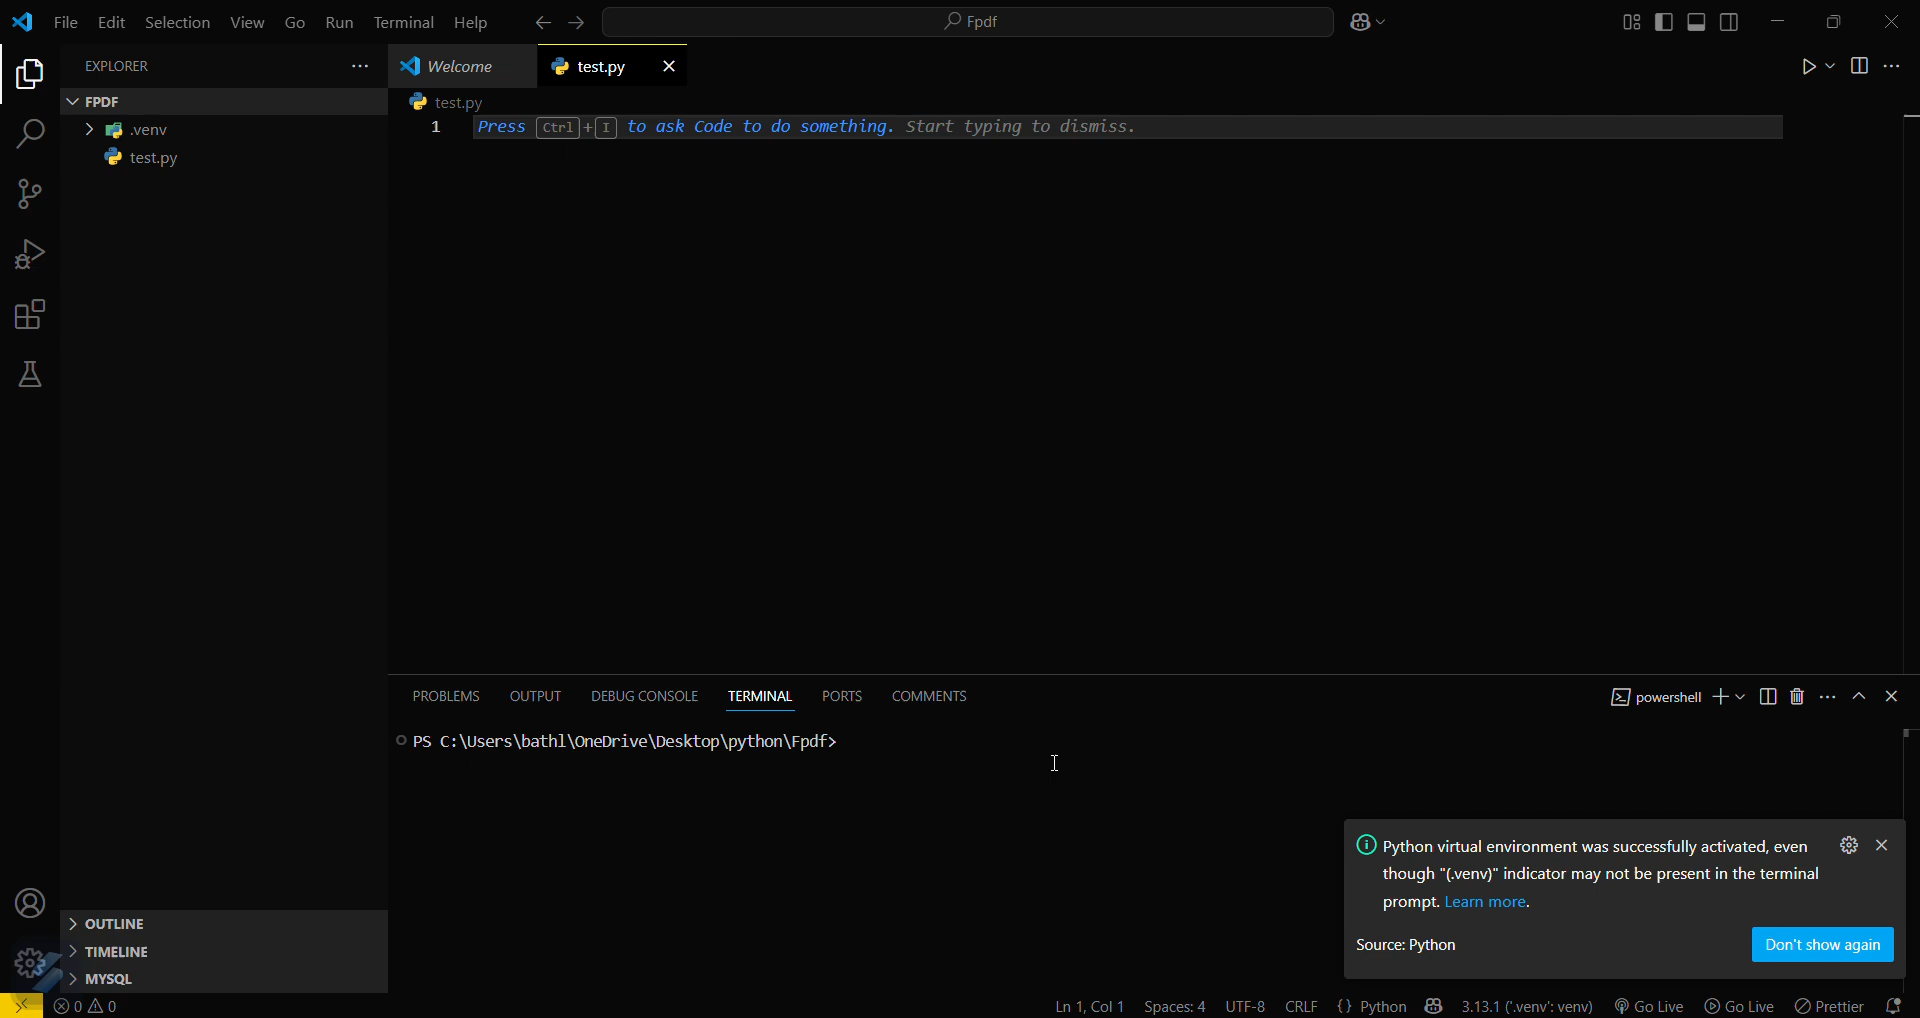 File Edit Selection View Go Run Terminal Help
Fpdf
EXPLORER
Welcome
test.py
FPDF
test.py
.venv
1
Press Ctrl+I to ask Code to do something. Start typing to dismiss.
test.py
PROBLEMS OUTPUT DEBUG CONSOLE TERMINAL PORTS COMMENTS
powershell
PS C:\Users\bathl\OneDrive\Desktop\python\Fpdf>
Python virtual environment was successfully activated, even
though "(.venv)" indicator may not be present in the terminal
prompt. Learn more.
Source: Python
Don't show again
OUTLINE
TIMELINE
MYSQL
0 0
Ln 1, Col 1 Spaces: 4 UTF-8 CRLF {} Python 3.13.1 ('.venv': venv) Go Live Go Live Prettier